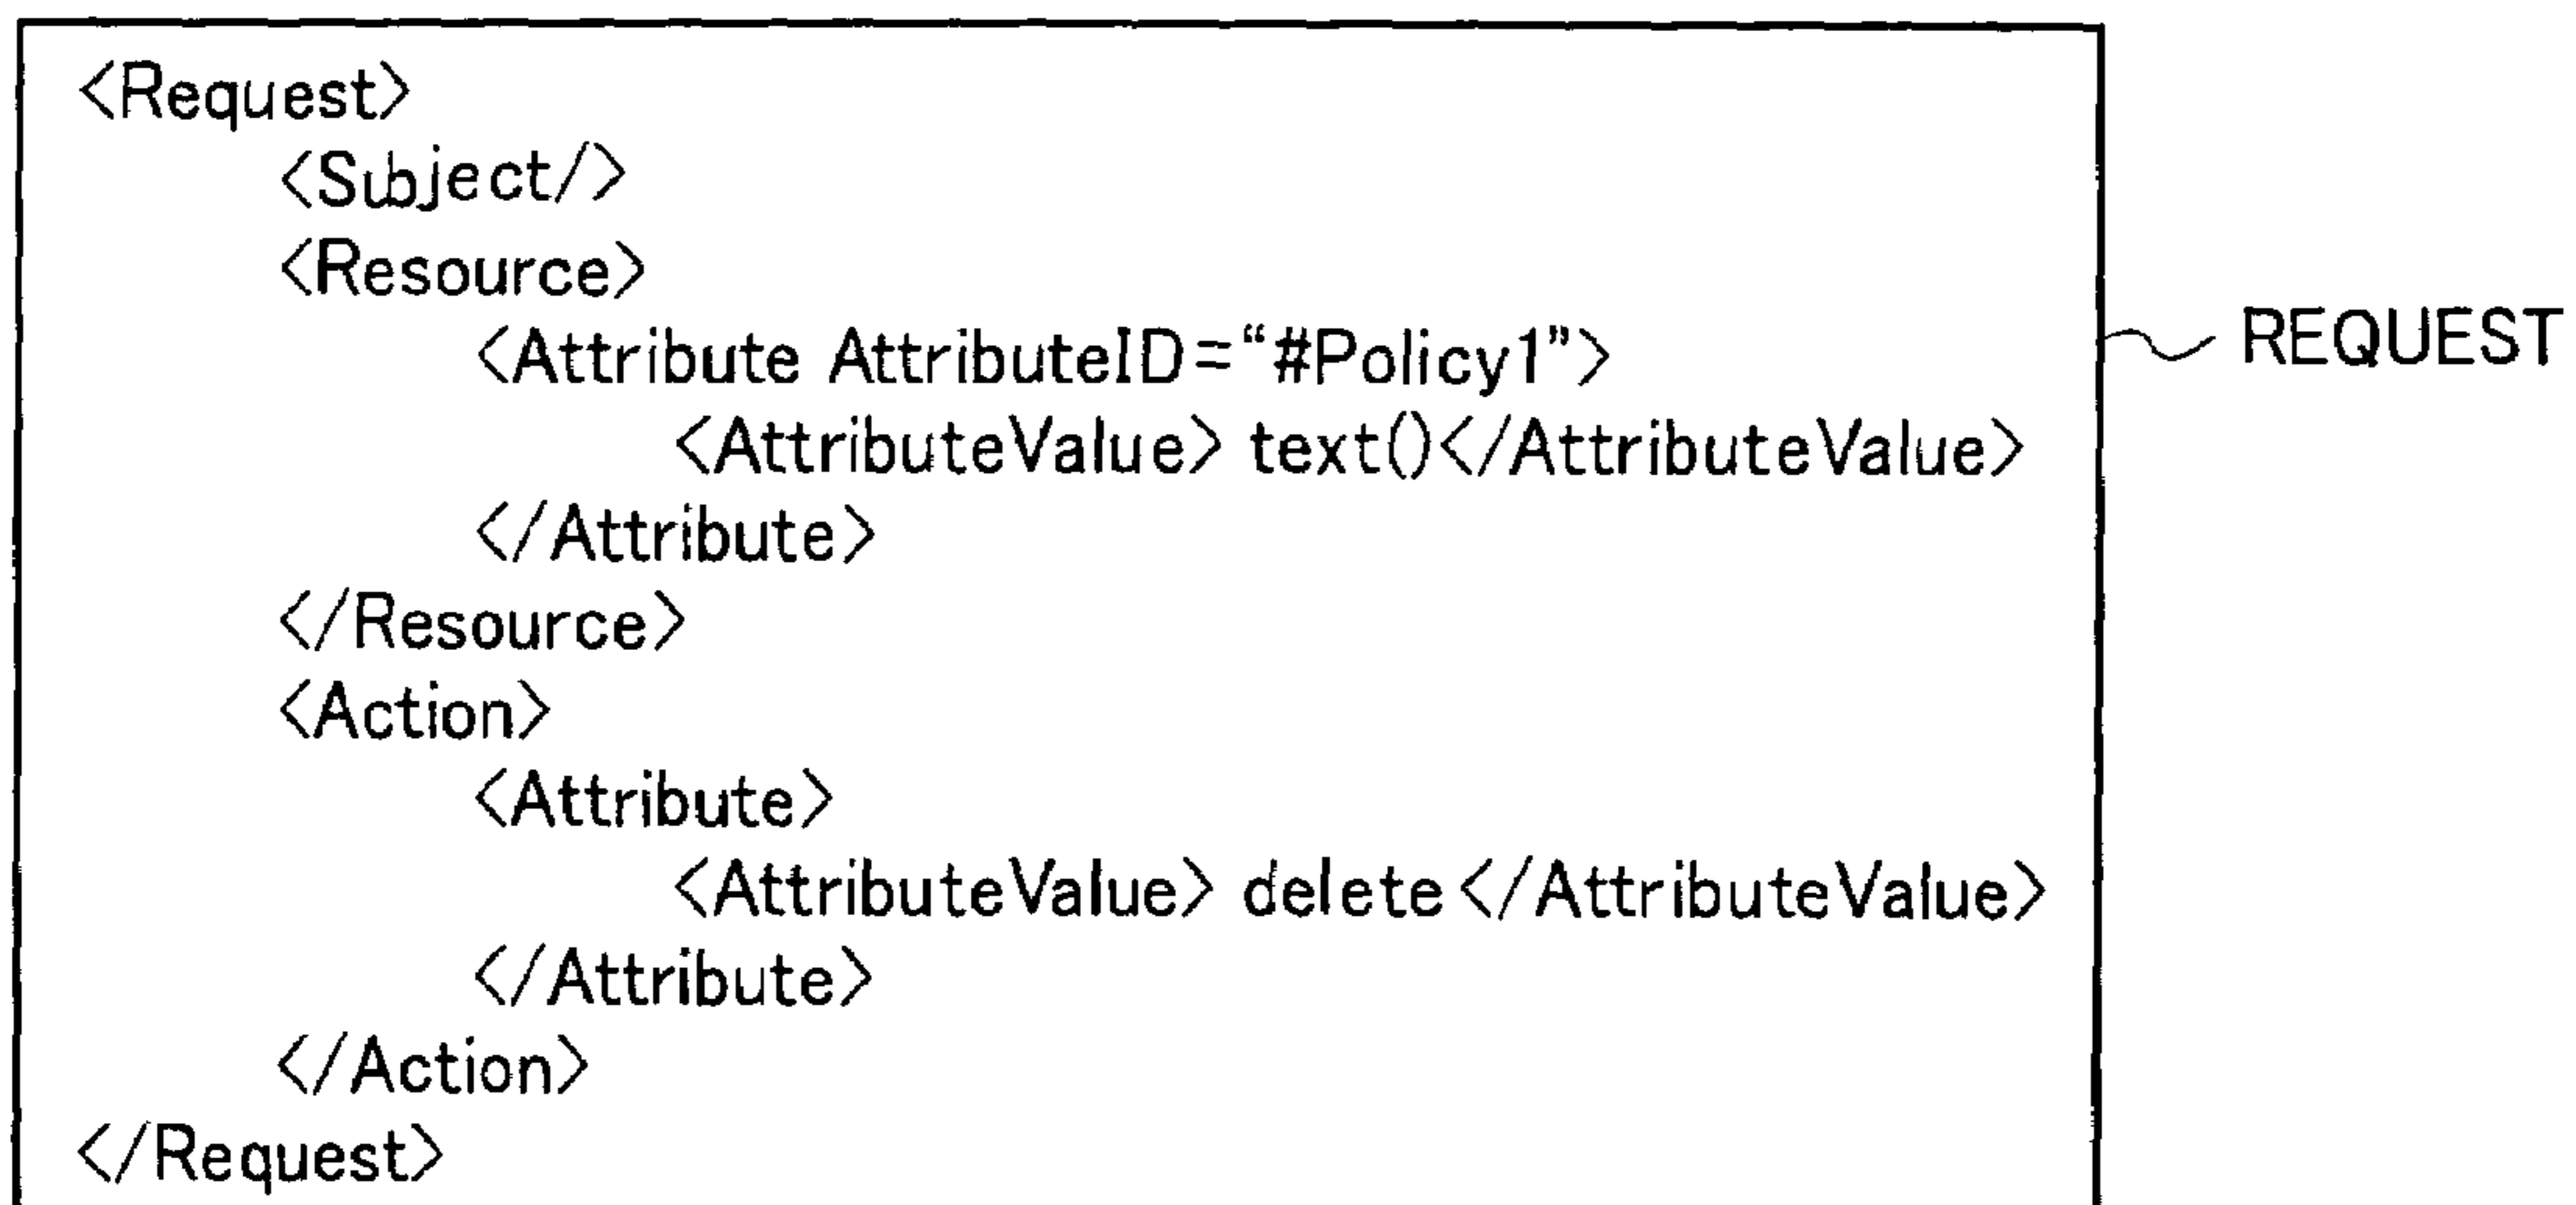 <Request>
<Subject/>
<Resource>
<Attribute AttributeID=“#Policy1”>
<AttributeValue> text()</AttributeValue>
</Attribute>
</Resource>
<Action>
<Attribute>
<AttributeValue> delete</AttributeValue>
</Attribute>
</Action>
</Request>
REQUEST